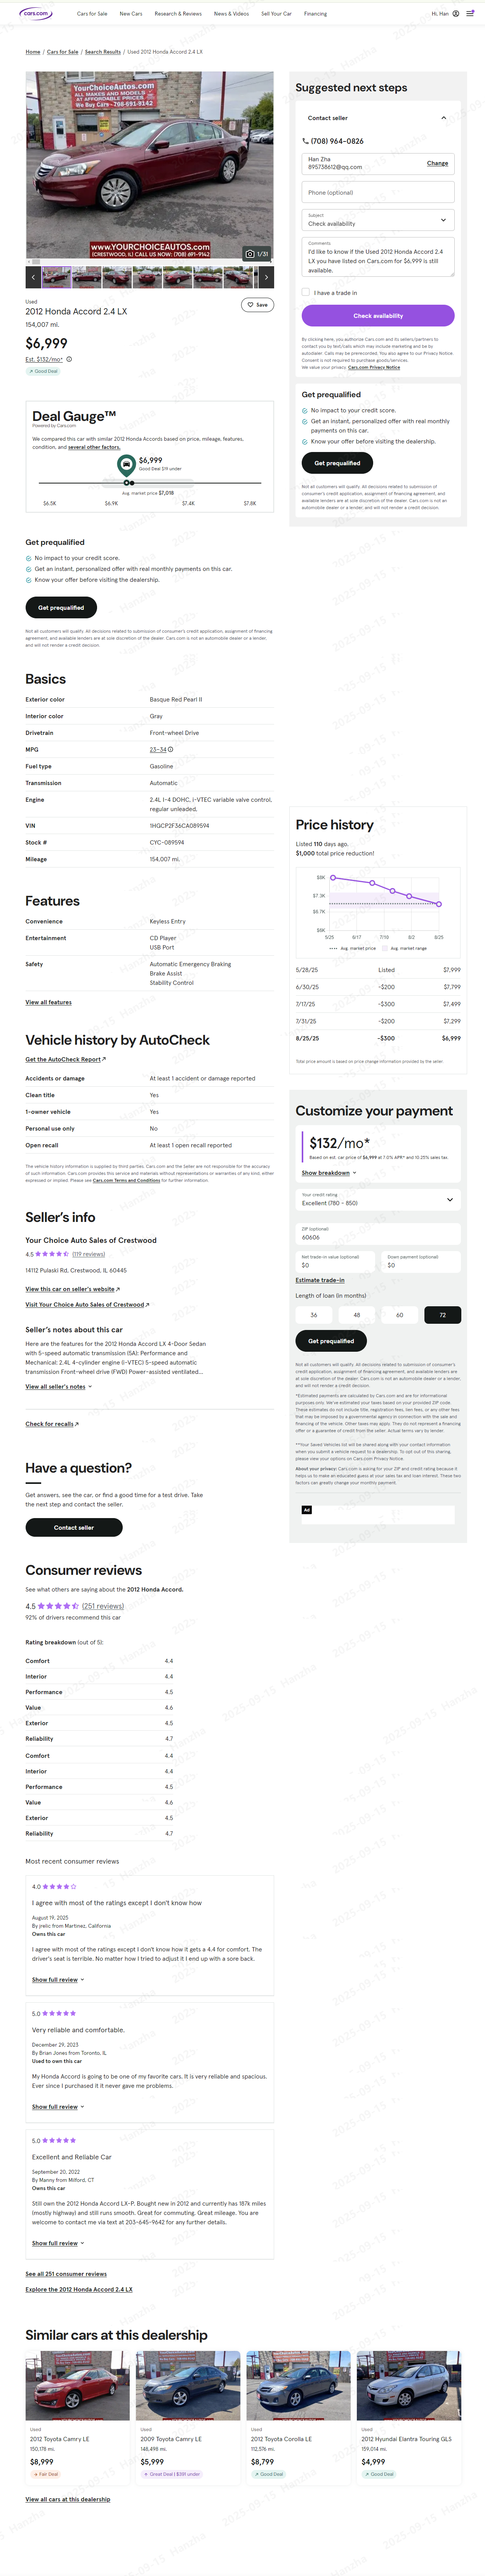 cars.com
Cars for Sale
New Cars
Research & Reviews
News & Videos
Sell Your Car
Financing
Hi, Han
Home / Cars for Sale / Search Results / Used 2012 Honda Accord 2.4 LX
YourChoiceAutos.com
ALL MAKES AND MODELS
We Buy Cars - 708-691-9142
www.YOURCHOICEAUTOS.com
(CRESTWOOD, IL) CALL US NOW: (708) 691-9142
1/31
Used
Save
2012 Honda Accord 2.4 LX
154,007 mi.
$6,999
Est. $132/mo*
Good Deal
Deal Gauge™
Powered by Cars.com
We compared this car with similar 2012 Honda Accords based on price, mileage, features,
condition, and several other factors.
$6,999
Good Deal $19 under
Avg. market price $7,018
$6.5K
$6.9K
$7.4K
$7.8K
Get prequalified
No impact to your credit score.
Get an instant, personalized offer with real monthly payments on this car.
Know your offer before visiting the dealership.
Get prequalified
Not all customers will qualify. All decisions related to submission of consumer's credit application, assignment of financing
agreement, and available lenders are at sole discretion of the dealer. Cars.com is not an automobile dealer or a lender,
and will not render a credit decision.
Basics
Exterior color
Basque Red Pearl II
Interior color
Gray
Drivetrain
Front-wheel Drive
MPG
23–34
Fuel type
Gasoline
Transmission
Automatic
Engine
2.4L I-4 DOHC, i-VTEC variable valve control,
regular unleaded,
VIN
1HGCP2F36CA089594
Stock #
CYC-089594
Mileage
154,007 mi.
Features
Convenience
Keyless Entry
Entertainment
CD Player
USB Port
Safety
Automatic Emergency Braking
Brake Assist
Stability Control
View all features
Vehicle history by AutoCheck
Get the AutoCheck Report
Accidents or damage
At least 1 accident or damage reported
Clean title
Yes
1-owner vehicle
Yes
Personal use only
No
Open recall
At least 1 open recall reported
The vehicle history information is supplied by third parties. Cars.com and the Seller are not responsible for the accuracy
of such information. Cars.com provides this service and materials without representations or warranties of any kind, either
expressed or implied. Please see Cars.com Terms and Conditions for further information.
Seller's info
Your Choice Auto Sales of Crestwood
4.5
(119 reviews)
14112 Pulaski Rd, Crestwood, IL 60445
View this car on seller's website
Visit Your Choice Auto Sales of Crestwood
Seller's notes about this car
Here are the features for the 2012 Honda Accord LX 4-Door Sedan
with 5-speed automatic transmission (5A): Performance and
Mechanical: 2.4L 4-cylinder engine (i-VTEC) 5-speed automatic
transmission Front-wheel drive (FWD) Power-assisted ventilated...
View all seller's notes
Check for recalls
Have a question?
Get answers, see the car, or find a good time for a test drive. Take
the next step and contact the seller.
Contact seller
Consumer reviews
See what others are saying about the 2012 Honda Accord.
4.5
(251 reviews)
92% of drivers recommend this car
Rating breakdown (out of 5):
Comfort
4.4
Interior
4.4
Performance
4.5
Value
4.6
Exterior
4.5
Reliability
4.7
Comfort
4.4
Interior
4.4
Performance
4.5
Value
4.6
Exterior
4.5
Reliability
4.7
Most recent consumer reviews
4.0
I agree with most of the ratings except I don't know how
August 19, 2025
By jrelic from Martinez, California
Owns this car
I agree with most of the ratings except I don't know how it gets a 4.4 for comfort. The
driver's seat is terrible. No matter how I tried to adjust it I end up with a sore back.
Show full review
5.0
Very reliable and comfortable.
December 29, 2023
By Brian Jones from Toronto, IL
Used to own this car
My Honda Accord is going to be one of my favorite cars. It is very reliable and spacious.
Ever since I purchased it it never gave me problems.
Show full review
5.0
Excellent and Reliable Car
September 20, 2022
By Manny from Milford, CT
Owns this car
Still own the 2012 Honda Accord LX-P. Bought new in 2012 and currently has 187k miles
(mostly highway) and still runs smooth. Great for commuting. Great mileage. You are
welcome to contact me via text at 203-645-9642 for any further details.
Show full review
See all 251 consumer reviews
Explore the 2012 Honda Accord 2.4 LX
Similar cars at this dealership
Used
2012 Toyota Camry LE
150,178 mi.
$8,999
Fair Deal
Used
2009 Toyota Camry LE
148,498 mi.
$5,999
Great Deal | $391 under
Used
2012 Toyota Corolla LE
112,576 mi.
$8,799
Good Deal
Used
2012 Hyundai Elantra Touring GLS
159,014 mi.
$4,999
Good Deal
View all cars at this dealership
Suggested next steps
Contact seller
(708) 964-0826
Han Zha
895738612@qq.com
Change
Phone (optional)
Subject
Check availability
Comments
I'd like to know if the Used 2012 Honda Accord 2.4
LX you have listed on Cars.com for $6,999 is still
available.
I have a trade in
Check availability
By clicking here, you authorize Cars.com and its sellers/partners to
contact you by text/calls which may include marketing and be by
autodialer. Calls may be prerecorded. You also agree to our Privacy Notice.
Consent is not required to purchase goods/services.
We value your privacy. Cars.com Privacy Notice
Get prequalified
No impact to your credit score.
Get an instant, personalized offer with real monthly
payments on this car.
Know your offer before visiting the dealership.
Get prequalified
Not all customers will qualify. All decisions related to submission of
consumer's credit application, assignment of financing agreement, and
available lenders are at sole discretion of the dealer. Cars.com is not an
automobile dealer or a lender, and will not render a credit decision.
Price history
Listed 110 days ago.
$1,000 total price reduction!
$8K
$7.3K
$6.7K
$6K
5/25
6/17
7/10
8/2
8/25
Avg. market price
Avg. market range
5/28/25
Listed
$7,999
6/30/25
-$200
$7,799
7/17/25
-$300
$7,499
7/31/25
-$200
$7,299
8/25/25
-$300
$6,999
Total price amount is based on price change information provided by the seller.
Customize your payment
$132/mo*
Based on est. car price of $6,999 at 7.0% APR* and 10.25% sales tax.
Show breakdown
Your credit rating
Excellent (780 - 850)
ZIP (optional)
60606
Net trade-in value (optional)
$0
Down payment (optional)
$0
Estimate trade-in
Length of loan (in months)
36
48
60
72
Get prequalified
Not all customers will qualify. All decisions related to submission of consumer's
credit application, assignment of financing agreement, and available lenders are
at sole discretion of the dealer. Cars.com is not an automobile dealer or a lender,
and will not render a credit decision.
*Estimated payments are calculated by Cars.com and are for informational
purposes only. We've estimated your taxes based on your provided ZIP code.
These estimates do not include title, registration fees, lien fees, or any other fees
that may be imposed by a governmental agency in connection with the sale and
financing of the vehicle. Other taxes may apply. They do not represent a financing
offer or a guarantee of credit from the seller. Actual terms vary by lender.
**Your Saved Vehicles list will be shared along with your contact information
when you submit a vehicle request to a dealership. To opt out of this sharing,
please view your options on Cars.com Privacy Notice.
About your privacy: Cars.com is asking for your ZIP and credit rating because it
helps us to make an educated guess at your sales tax and loan interest. These two
factors can greatly change your monthly payment.
Ad
2025-09-15 Hanzha